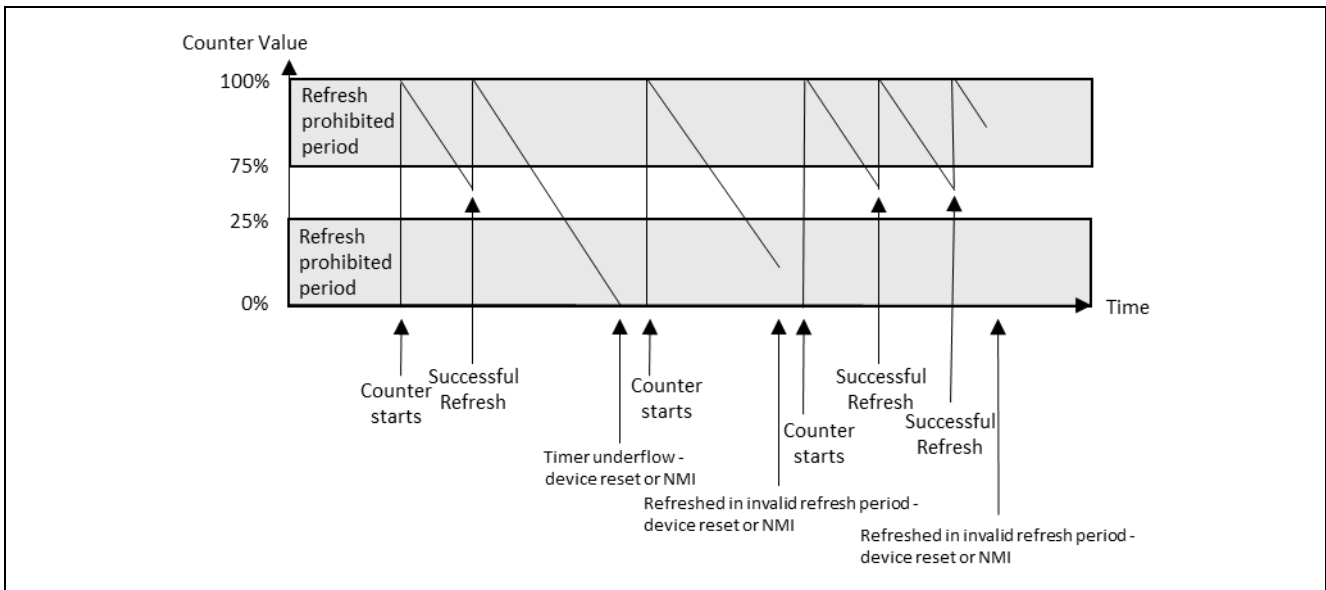 Counter Value
100%
Refresh
prohibited
period
75%
25%
Refresh
prohibited
period
0%
Time
Counter
starts
Successful
Refresh
Timer underflow -
device reset or NMI
Counter
starts
Refreshed in invalid refresh period -
device reset or NMI
Counter
starts
Successful
Refresh
Successful
Refresh
Refreshed in invalid refresh period -
device reset or NMI